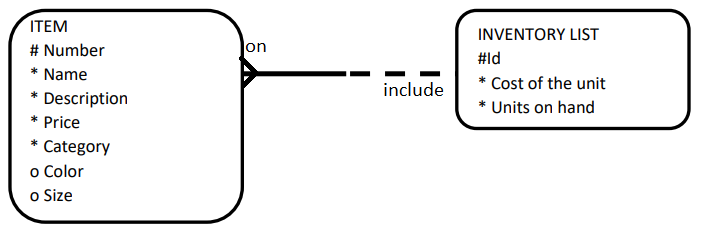 ITEM
# Number
* Name
* Description
* Price
* Category
o Color
o Size
on
include
INVENTORY LIST
#Id
* Cost of the unit
* Units on hand